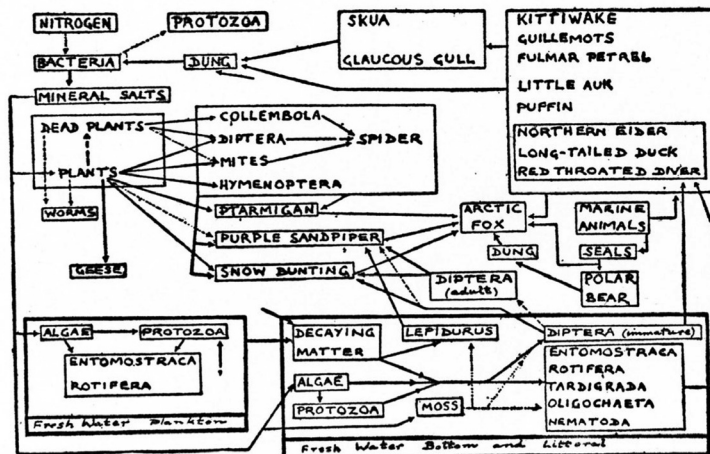 NITROGEN
PROTOZOA
BACTERIA
DUNG
MINERAL SALTS
SKUA
GLAUCOUS GULL
KITTIWAKE
GUILLEMOTS
FULMAR PETREL
LITTLE AUK
PUFFIN
NORTHERN EIDER
LONG-TAILED DUCK
RED THROATED DIVER
DEAD PLANTS
PLANTS
COLLEMBOLA
DIPTERA
SPIDER
MITES
HYMENOPTERA
WORMS
GEESE
PTARMIGAN
PURPLE SANDPIPER
SNOW BUNTING
ARCTIC
FOX
MARINE
ANIMALS
DUNG
SEALS
POLAR
BEAR
DIPTERA
(adult)
ALGAE
PROTOZOA
ENTOMOSTRACA
ROTIFERA
Fresh Water Plankton
DECAYING
MATTER
LEPIDURUS
DIPTERA (immature)
ALGAE
PROTOZOA
MOSS
ENTOMOSTRACA
ROTIFERA
TARDIGRADA
OLIGOCHAETA
NEMATODA
Fresh Water Bottom and Littoral